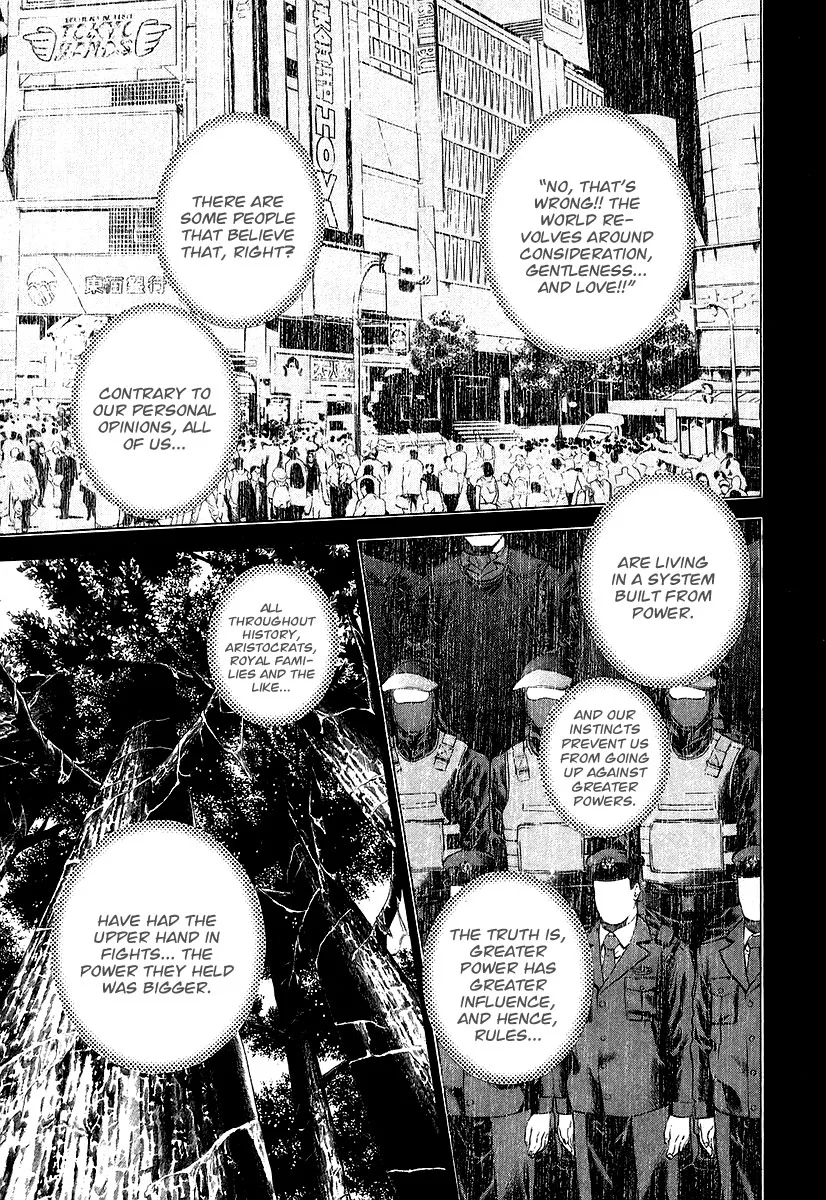 "NO, THAT'S
WRONG!! THE
WORLD RE-
VOLVES AROUND
CONSIDERATION,
GENTLENESS...
AND LOVE!!"
THERE ARE
SOME PEOPLE
THAT BELIEVE
THAT, RIGHT?
CONTRARY TO
OUR PERSONAL
OPINIONS, ALL
OF US...
ARE LIVING
IN A SYSTEM
BUILT FROM
POWER.
AND OUR
INSTINCTS
PREVENT US
FROM GOING
UP AGAINST
GREATER
POWERS.
THE TRUTH IS,
GREATER
POWER HAS
GREATER
INFLUENCE,
AND HENCE,
RULES...
ALL
THROUGHOUT
HISTORY,
ARISTOCRATS,
ROYAL FAMI-
LIES AND THE
LIKE...
HAVE HAD THE
UPPER HAND IN
FIGHTS... THE
POWER THEY HELD
WAS BIGGER.
TOKYO
HANDS
HOYK